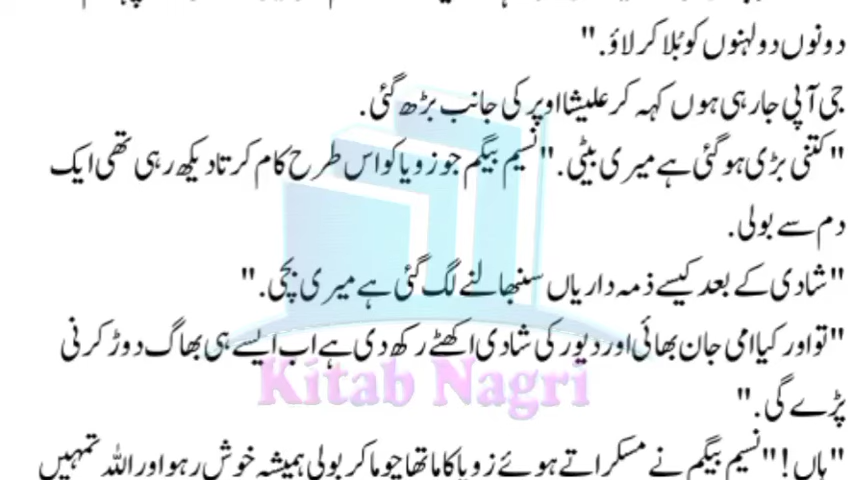 دونوں دولہنوں کو بُلا کر لاؤ."
جی آپی جا رہی ہوں کہہ کر علیشا اوپر کی جانب بڑھ گئی.
"کتنی بڑی ہو گئی ہے میری بیٹی." نسیم بیگم جو زویا کو اس طرح کام کرتا دیکھ رہی تھی ایک
دم سے بولی.
"شادی کے بعد کیسے ذمہ داریاں سنبھالنے لگ گئی ہے میری بچی."
"تو اور کیا امی جان بھائی اور دیور کی شادی اکھٹے رکھ دی ہے اب ایسے ہی بھاگ دوڑ کرنی
پڑے گی."
"ہاں!" نسیم بیگم نے مسکراتے ہوئے زویا کا ماتھا چوما کر بولی ہمیشہ خوش رہو اور اللہ تمہیں
Kitab Nagri